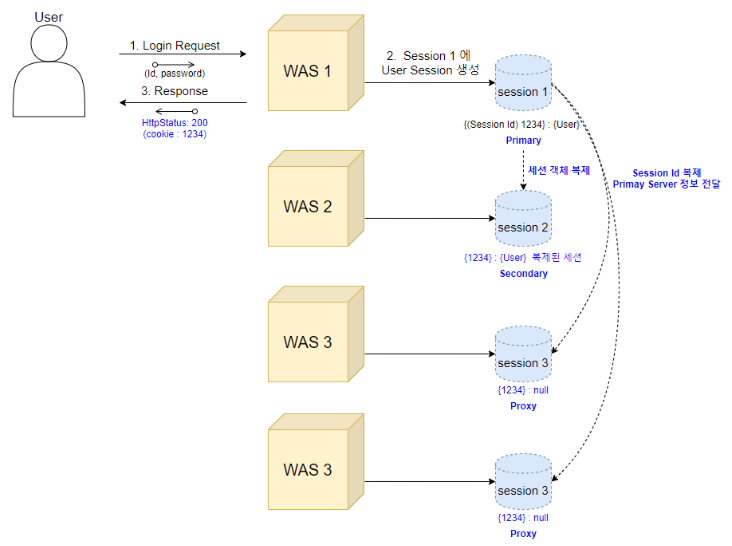 User
1. Login Request
(Id, password)
3. Response
HttpStatus: 200
(cookie : 1234)
WAS 1
2. Session 1 에
User Session 생성
session 1
{(Session Id) 1234} : {User}
Primary
세션 객체 복제
Session Id 복제
Primay Server 정보 전달
WAS 2
session 2
{1234} : {User} 복제된 세션
Secondary
WAS 3
session 3
{1234} : null
Proxy
WAS 3
session 3
{1234} : null
Proxy